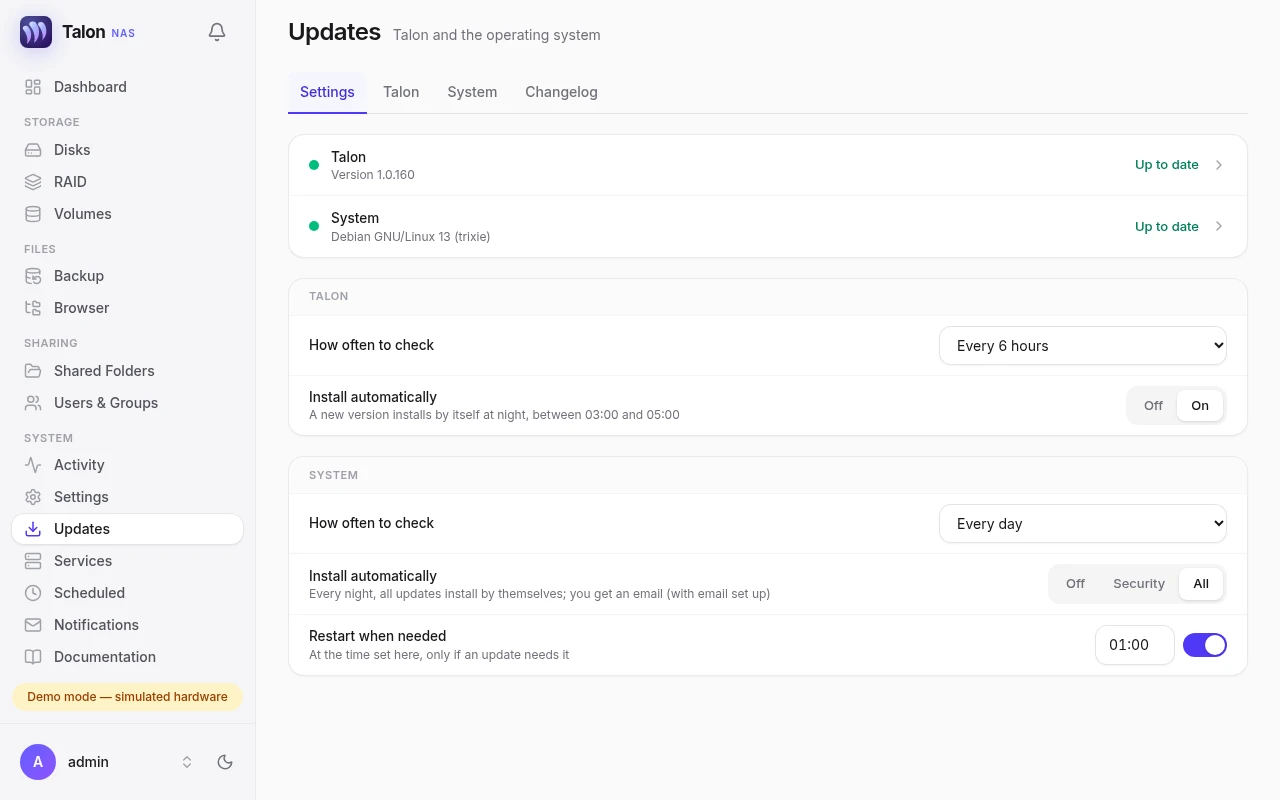 Talon NAS
Dashboard
STORAGE
Disks
RAID
Volumes
FILES
Backup
Browser
SHARING
Shared Folders
Users & Groups
SYSTEM
Activity
Settings
Updates
Services
Scheduled
Notifications
Documentation
Demo mode — simulated hardware
A admin
Updates Talon and the operating system
Settings Talon System Changelog
Talon
Version 1.0.160
Up to date
System
Debian GNU/Linux 13 (trixie)
Up to date
TALON
How often to check
Every 6 hours
Install automatically
A new version installs by itself at night, between 03:00 and 05:00
Off On
SYSTEM
How often to check
Every day
Install automatically
Every night, all updates install by themselves; you get an email (with email set up)
Off Security All
Restart when needed
At the time set here, only if an update needs it
01:00